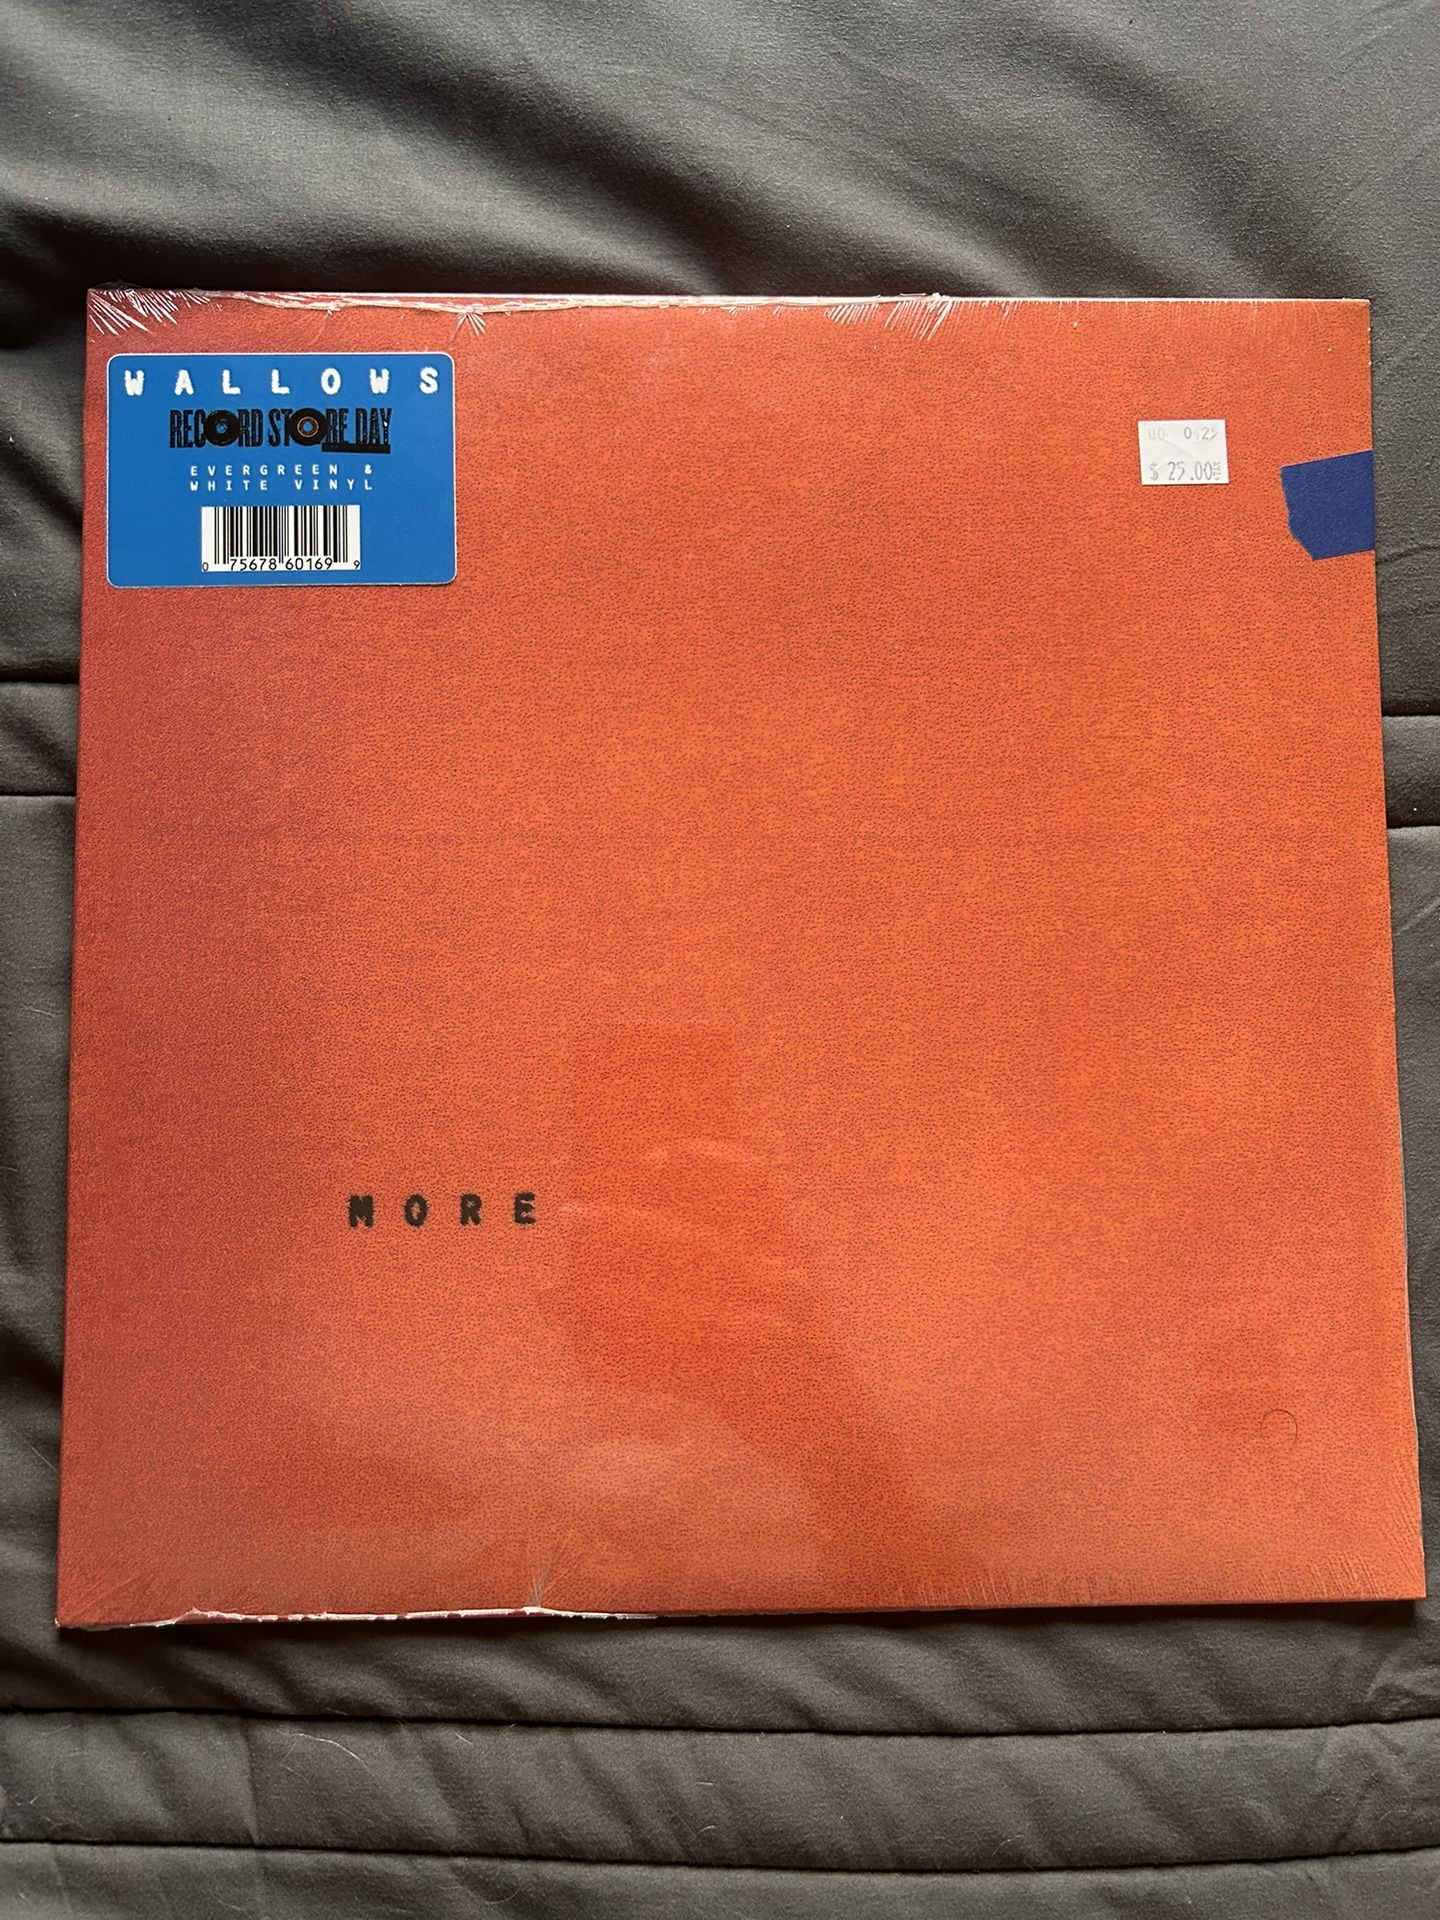 WALLOWS
RECORD STORE DAY
EVERGREEN &
WHITE VINYL
0 75678 60169 9
$ 25.00
MORE